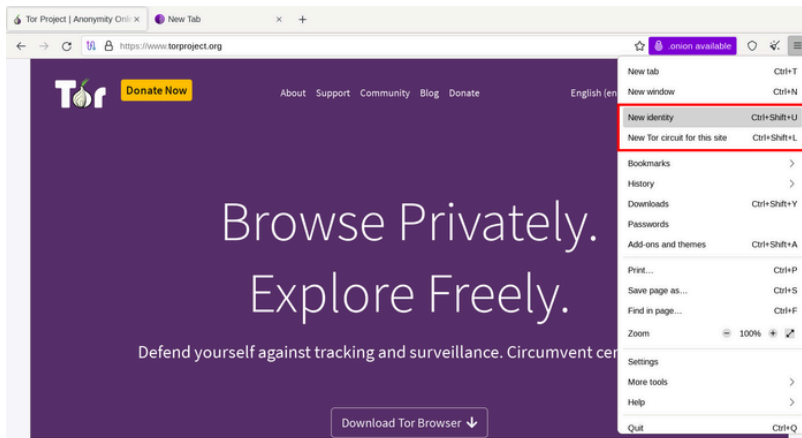 Tor Project | Anonymity Onli
New Tab
https://www.torproject.org
.onion available
Tor
Donate Now
About Support Community Blog Donate
English (en
Browse Privately.
Explore Freely.
Defend yourself against tracking and surveillance. Circumvent cen
Download Tor Browser
New tab Ctrl+T
New window Ctrl+N
New identity Ctrl+Shift+U
New Tor circuit for this site Ctrl+Shift+L
Bookmarks
History
Downloads Ctrl+Shift+Y
Passwords
Add-ons and themes Ctrl+Shift+A
Print... Ctrl+P
Save page as... Ctrl+S
Find in page... Ctrl+F
Zoom 100%
Settings
More tools
Help
Quit Ctrl+Q